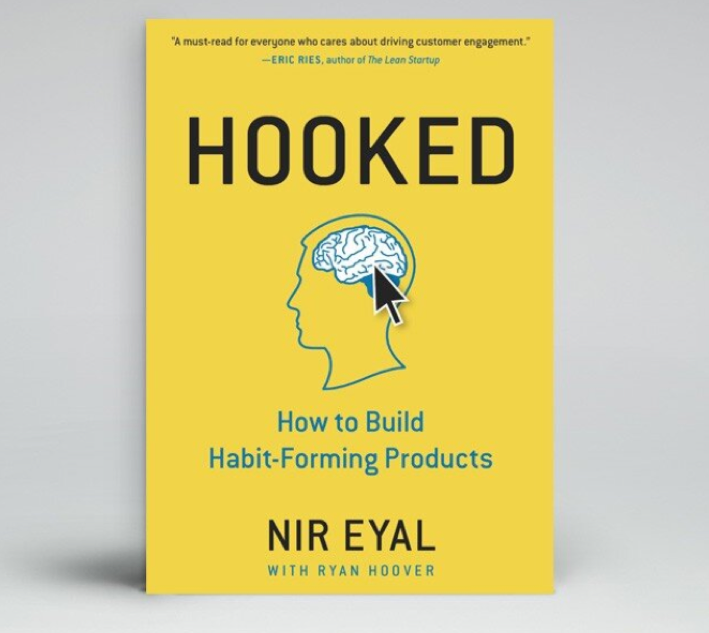 "A must-read for everyone who cares about driving customer engagement."
—ERIC RIES, author of The Lean Startup
HOOKED
How to Build
Habit-Forming Products
NIR EYAL
WITH RYAN HOOVER